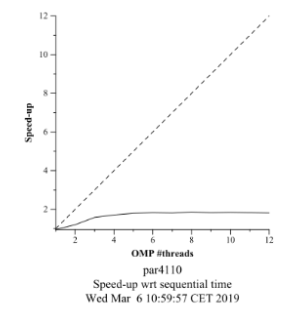 12
10
8
6
4
2
Speed-up
2 4 6 8 10 12
OMP #threads
par4110
Speed-up wrt sequential time
Wed Mar 6 10:59:57 CET 2019